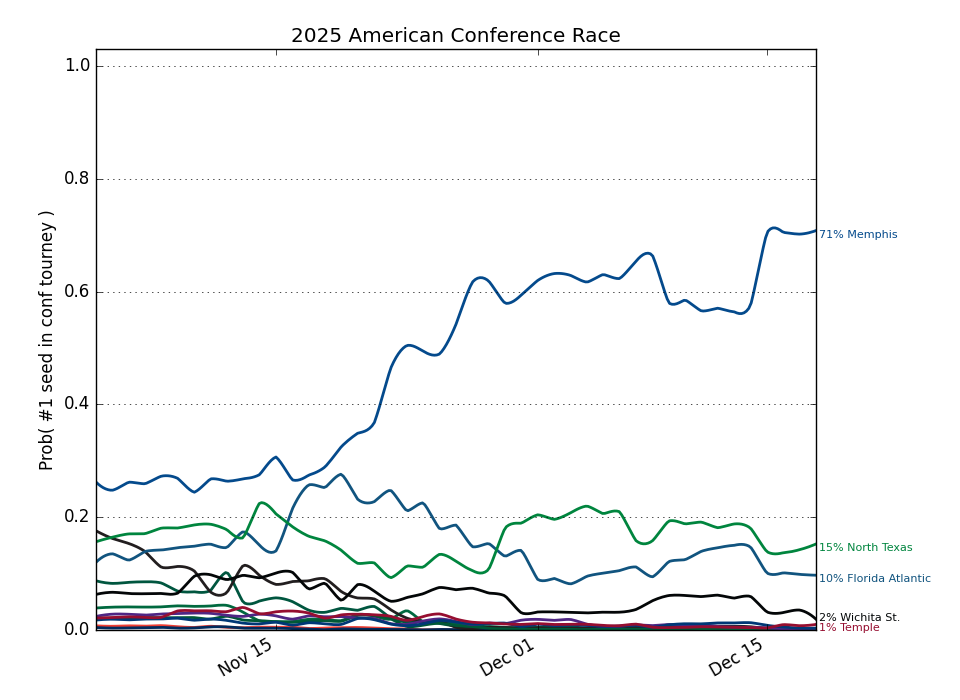 2025 American Conference Race
Prob( #1 seed in conf tourney )
1.0
0.8
0.6
0.4
0.2
0.0
Nov 15
Dec 01
Dec 15
71% Memphis
15% North Texas
10% Florida Atlantic
2% Wichita St.
1% Temple